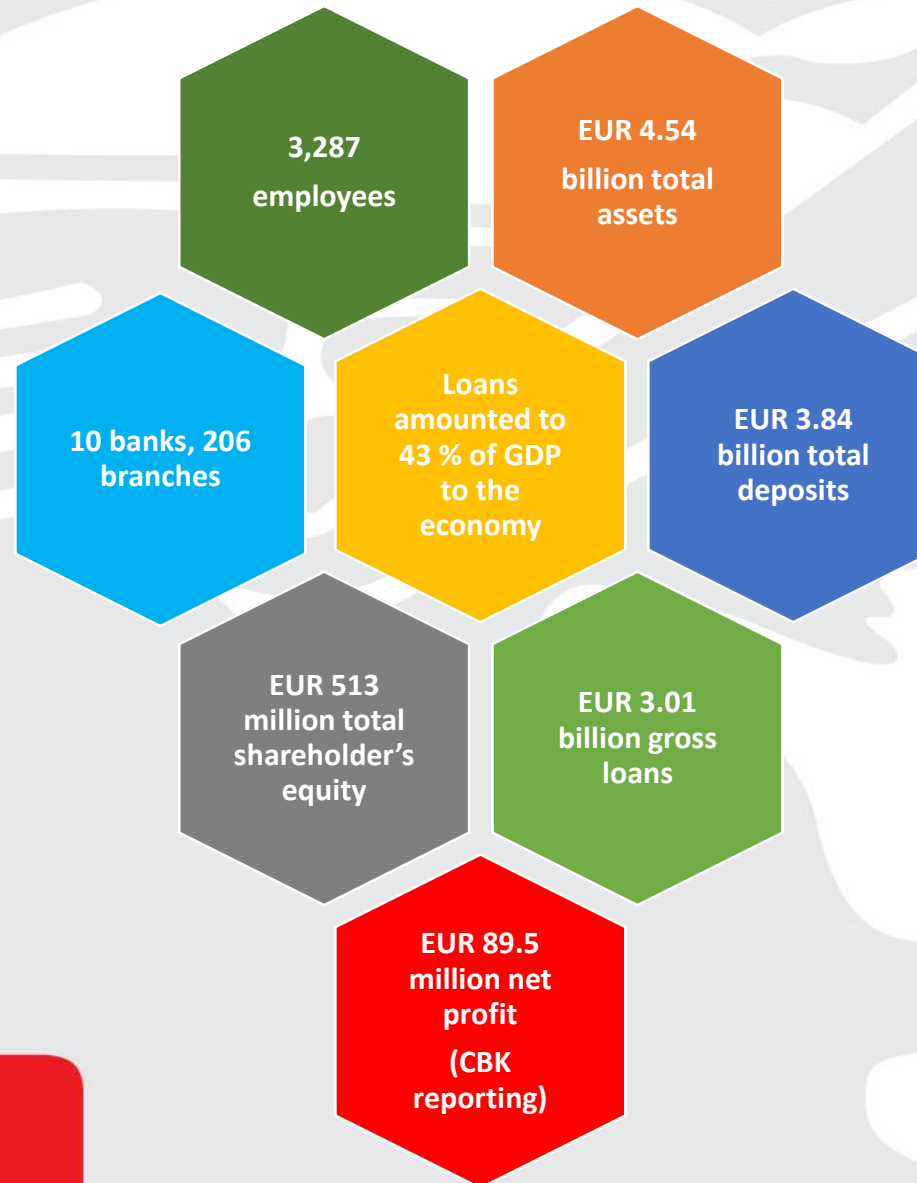 3,287
employees
EUR 4.54
billion total
assets
10 banks, 206
branches
Loans
amounted to
43 % of GDP
to the
economy
EUR 3.84
billion total
deposits
EUR 513
million total
shareholder’s
equity
EUR 3.01
billion gross
loans
EUR 89.5
million net
profit
(CBK
reporting)